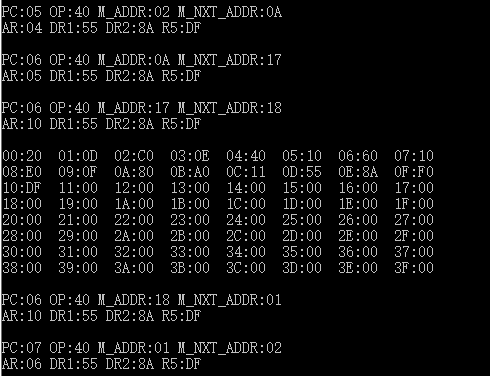 PC:05 OP:40 M_ADDR:02 M_NXT_ADDR:0A
AR:04 DR1:55 DR2:8A R5:DF
PC:06 OP:40 M_ADDR:0A M_NXT_ADDR:17
AR:05 DR1:55 DR2:8A R5:DF
PC:06 OP:40 M_ADDR:17 M_NXT_ADDR:18
AR:10 DR1:55 DR2:8A R5:DF
00:20 01:0D 02:C0 03:0E 04:40 05:10 06:60 07:10
08:E0 09:0F 0A:80 0B:A0 0C:11 0D:55 0E:8A 0F:F0
10:DF 11:00 12:00 13:00 14:00 15:00 16:00 17:00
18:00 19:00 1A:00 1B:00 1C:00 1D:00 1E:00 1F:00
20:00 21:00 22:00 23:00 24:00 25:00 26:00 27:00
28:00 29:00 2A:00 2B:00 2C:00 2D:00 2E:00 2F:00
30:00 31:00 32:00 33:00 34:00 35:00 36:00 37:00
38:00 39:00 3A:00 3B:00 3C:00 3D:00 3E:00 3F:00
PC:06 OP:40 M_ADDR:18 M_NXT_ADDR:01
AR:10 DR1:55 DR2:8A R5:DF
PC:07 OP:40 M_ADDR:01 M_NXT_ADDR:02
AR:06 DR1:55 DR2:8A R5:DF